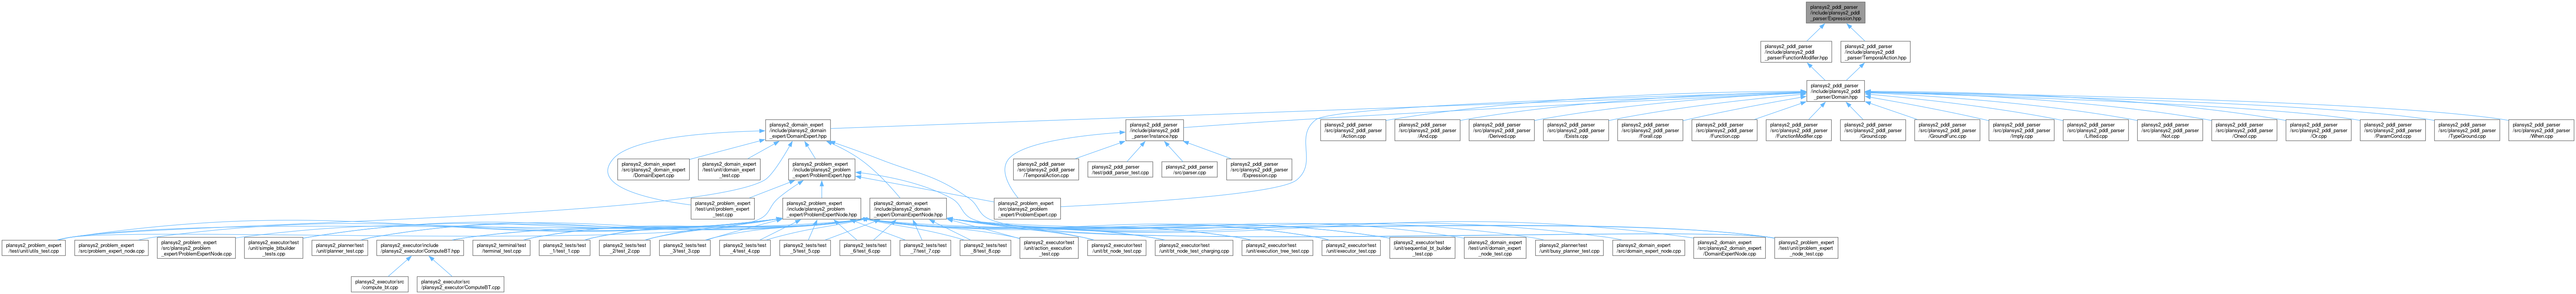 plansys2_pddl_parser
/include/plansys2_pddl
_parser/Expression.hpp
plansys2_pddl_parser
/include/plansys2_pddl
_parser/FunctionModifier.hpp
plansys2_pddl_parser
/include/plansys2_pddl
_parser/TemporalAction.hpp
plansys2_pddl_parser
/include/plansys2_pddl
_parser/Domain.hpp
plansys2_domain_expert
/include/plansys2_domain
_expert/DomainExpert.hpp
plansys2_pddl_parser
/include/plansys2_pddl
_parser/Instance.hpp
plansys2_pddl_parser
/src/plansys2_pddl_parser
/Action.cpp
plansys2_pddl_parser
/src/plansys2_pddl_parser
/And.cpp
plansys2_pddl_parser
/src/plansys2_pddl_parser
/Derived.cpp
plansys2_pddl_parser
/src/plansys2_pddl_parser
/Exists.cpp
plansys2_pddl_parser
/src/plansys2_pddl_parser
/Forall.cpp
plansys2_pddl_parser
/src/plansys2_pddl_parser
/Function.cpp
plansys2_pddl_parser
/src/plansys2_pddl_parser
/FunctionModifier.cpp
plansys2_pddl_parser
/src/plansys2_pddl_parser
/Ground.cpp
plansys2_pddl_parser
/src/plansys2_pddl_parser
/GroundFunc.cpp
plansys2_pddl_parser
/src/plansys2_pddl_parser
/Imply.cpp
plansys2_pddl_parser
/src/plansys2_pddl_parser
/Lifted.cpp
plansys2_pddl_parser
/src/plansys2_pddl_parser
/Not.cpp
plansys2_pddl_parser
/src/plansys2_pddl_parser
/Oneof.cpp
plansys2_pddl_parser
/src/plansys2_pddl_parser
/Or.cpp
plansys2_pddl_parser
/src/plansys2_pddl_parser
/ParamCond.cpp
plansys2_pddl_parser
/src/plansys2_pddl_parser
/TypeGround.cpp
plansys2_pddl_parser
/src/plansys2_pddl_parser
/When.cpp
plansys2_domain_expert
/src/plansys2_domain_expert
/DomainExpert.cpp
plansys2_domain_expert
/test/unit/domain_expert
_test.cpp
plansys2_problem_expert
/include/plansys2_problem
_expert/ProblemExpert.hpp
plansys2_pddl_parser
/src/plansys2_pddl_parser
/TemporalAction.cpp
plansys2_pddl_parser
/test/pddl_parser_test.cpp
plansys2_pddl_parser
/src/parser.cpp
plansys2_pddl_parser
/src/plansys2_pddl_parser
/Expression.cpp
plansys2_problem_expert
/test/unit/problem_expert
_test.cpp
plansys2_problem_expert
/include/plansys2_problem
_expert/ProblemExpertNode.hpp
plansys2_domain_expert
/include/plansys2_domain
_expert/DomainExpertNode.hpp
plansys2_problem_expert
/src/plansys2_problem
_expert/ProblemExpert.cpp
plansys2_problem_expert
/test/unit/utils_test.cpp
plansys2_problem_expert
/src/problem_expert_node.cpp
plansys2_problem_expert
/src/plansys2_problem
_expert/ProblemExpertNode.cpp
plansys2_executor/test
/unit/simple_btbuilder
_tests.cpp
plansys2_planner/test
/unit/planner_test.cpp
plansys2_executor/include
/plansys2_executor/ComputeBT.hpp
plansys2_terminal/test
/terminal_test.cpp
plansys2_tests/test
_1/test_1.cpp
plansys2_tests/test
_2/test_2.cpp
plansys2_tests/test
_3/test_3.cpp
plansys2_tests/test
_4/test_4.cpp
plansys2_tests/test
_5/test_5.cpp
plansys2_tests/test
_6/test_6.cpp
plansys2_tests/test
_7/test_7.cpp
plansys2_tests/test
_8/test_8.cpp
plansys2_executor/test
/unit/action_execution
_test.cpp
plansys2_executor/test
/unit/bt_node_test.cpp
plansys2_executor/test
/unit/bt_node_test_charging.cpp
plansys2_executor/test
/unit/execution_tree_test.cpp
plansys2_executor/test
/unit/executor_test.cpp
plansys2_executor/test
/unit/sequential_bt_builder
_test.cpp
plansys2_domain_expert
/test/unit/domain_expert
_node_test.cpp
plansys2_planner/test
/unit/busy_planner_test.cpp
plansys2_domain_expert
/src/domain_expert_node.cpp
plansys2_domain_expert
/src/plansys2_domain_expert
/DomainExpertNode.cpp
plansys2_problem_expert
/test/unit/problem_expert
_node_test.cpp
plansys2_executor/src
/compute_bt.cpp
plansys2_executor/src
/plansys2_executor/ComputeBT.cpp